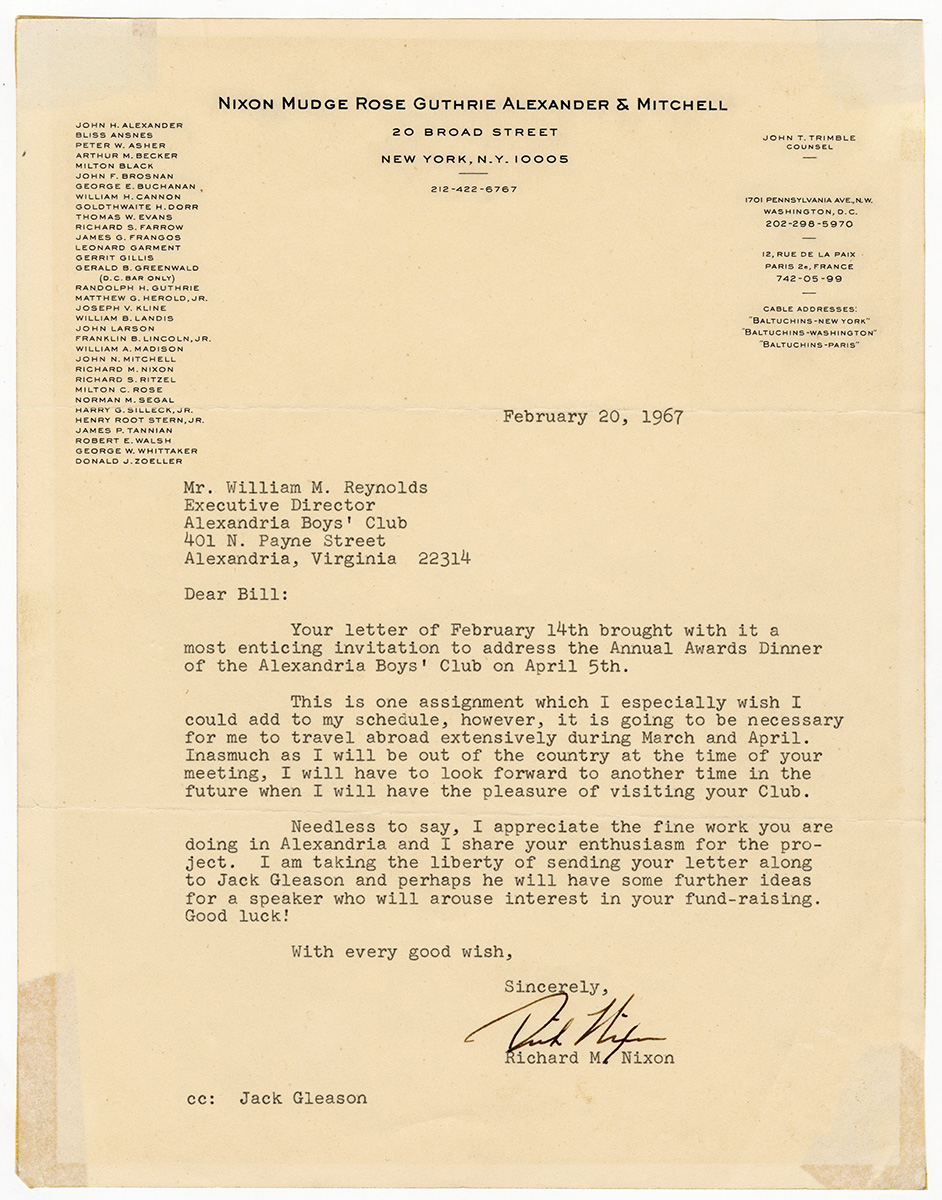 NIXON MUDGE ROSE GUTHRIE ALEXANDER & MITCHELL
20 BROAD STREET
NEW YORK, N.Y. 10005
212-422-6767
JOHN H. ALEXANDER
BLISS ANSNES
PETER W. ASHER
ARTHUR M. BECKER
MILTON BLACK
JOHN F. BROSNAN
GEORGE E. BUCHANAN
WILLIAM H. CANNON
GOLDTHWAITE H. DORR
THOMAS W. EVANS
RICHARD S. FARROW
JAMES G. FRANGOS
LEONARD GARMENT
GERRIT GILLIS
GERALD B. GREENWALD
(D.C. BAR ONLY)
RANDOLPH H. GUTHRIE
MATTHEW G. HEROLD, JR.
JOSEPH V. KLINE
WILLIAM B. LANDIS
JOHN LARSON
FRANKLIN B. LINCOLN, JR.
WILLIAM A. MADISON
JOHN N. MITCHELL
RICHARD M. NIXON
RICHARD S. RITZEL
MILTON C. ROSE
NORMAN M. SEGAL
HARRY G. SILLECK, JR.
HENRY ROOT STERN, JR.
JAMES P. TANNIAN
ROBERT E. WALSH
GEORGE W. WHITTAKER
DONALD J. ZOELLER
JOHN T. TRIMBLE
COUNSEL
1701 PENNSYLVANIA AVE., N.W.
WASHINGTON, D.C.
202-298-5970
12, RUE DE LA PAIX
PARIS 2e, FRANCE
742-05-99
CABLE ADDRESSES:
"BALTUCHINS-NEW YORK"
"BALTUCHINS-WASHINGTON"
"BALTUCHINS-PARIS"
February 20, 1967
Mr. William M. Reynolds
Executive Director
Alexandria Boys' Club
401 N. Payne Street
Alexandria, Virginia 22314
Dear Bill:
Your letter of February 14th brought with it a
most enticing invitation to address the Annual Awards Dinner
of the Alexandria Boys' Club on April 5th.
This is one assignment which I especially wish I
could add to my schedule, however, it is going to be necessary
for me to travel abroad extensively during March and April.
Inasmuch as I will be out of the country at the time of your
meeting, I will have to look forward to another time in the
future when I will have the pleasure of visiting your Club.
Needless to say, I appreciate the fine work you are
doing in Alexandria and I share your enthusiasm for the pro-
ject. I am taking the liberty of sending your letter along
to Jack Gleason and perhaps he will have some further ideas
for a speaker who will arouse interest in your fund-raising.
Good luck!
With every good wish,
Sincerely,
Dick Nixon
Richard M. Nixon
cc: Jack Gleason